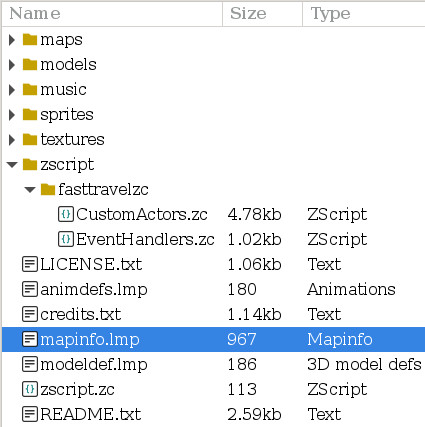 Name Size Type
maps
models
music
sprites
textures
zscript
fasttravelzc
CustomActors.zc 4.78kb ZScript
EventHandlers.zc 1.02kb ZScript
LICENSE.txt 1.06kb Text
animdefs.lmp 180 Animations
credits.txt 1.14kb Text
mapinfo.lmp 967 Mapinfo
modeldef.lmp 186 3D model defs
zscript.zc 113 ZScript
README.txt 2.59kb Text